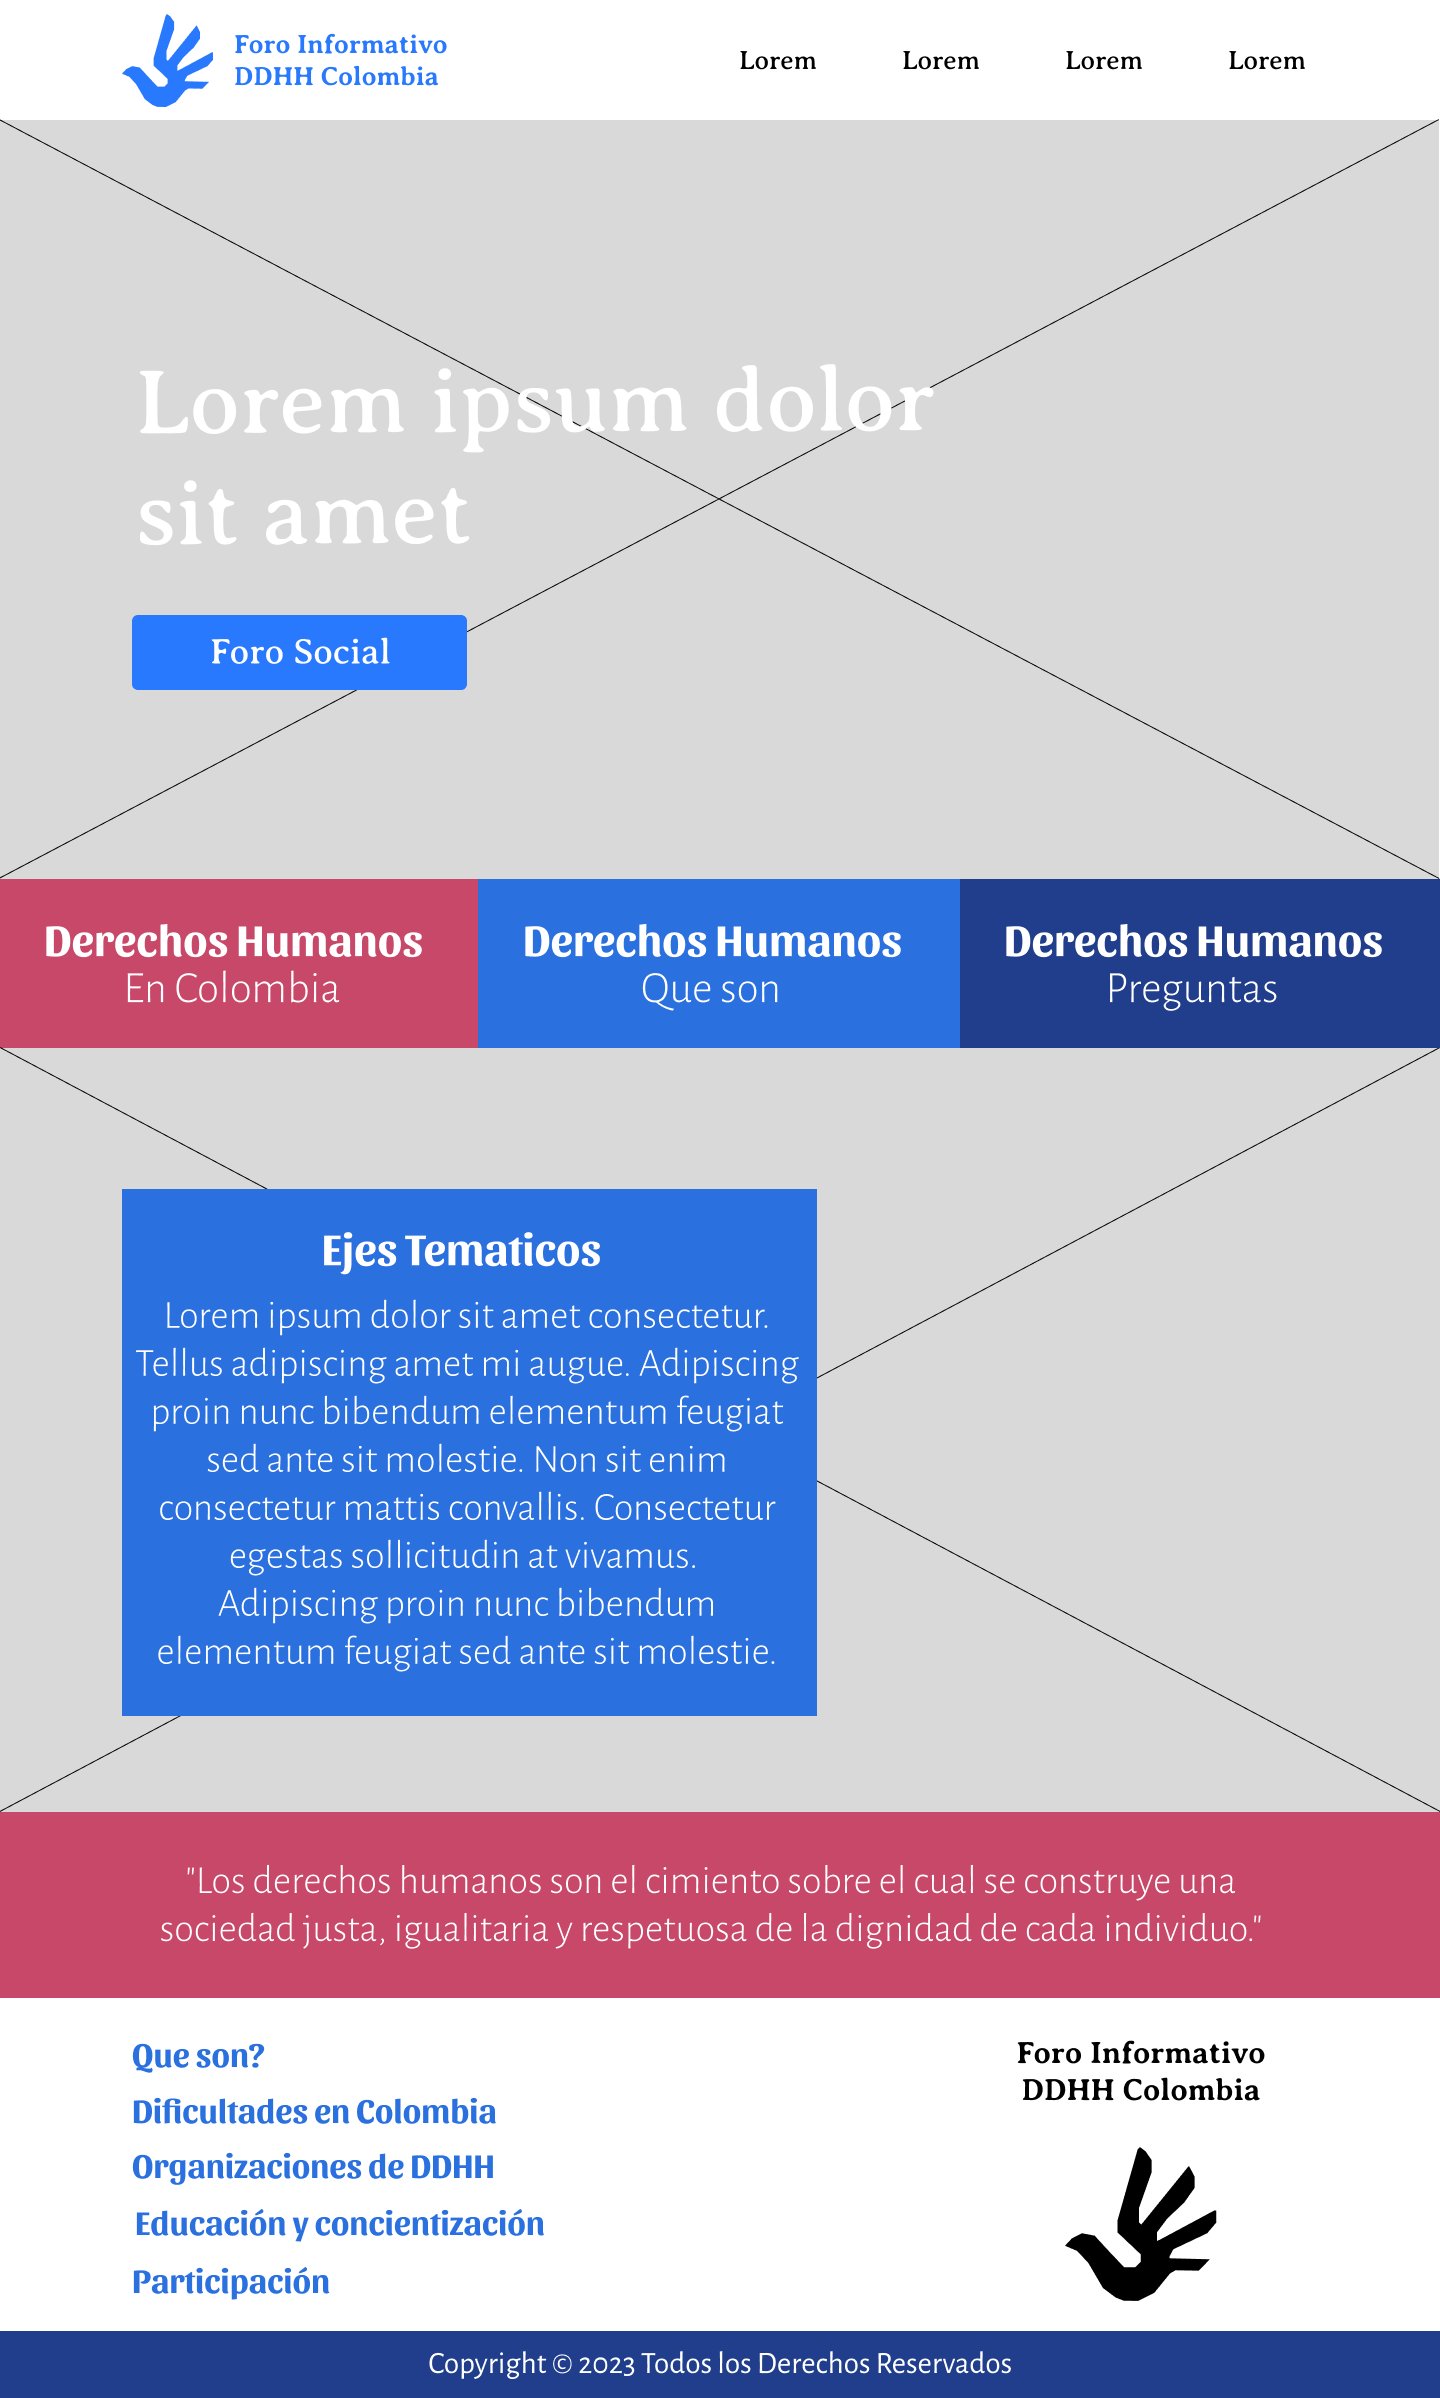 Foro Informativo
DDHH Colombia
Lorem
Lorem
Lorem
Lorem
Lorem ipsum dolor
sit amet
Foro Social
Derechos Humanos
En Colombia
Derechos Humanos
Que son
Derechos Humanos
Preguntas
Ejes Tematicos
Lorem ipsum dolor sit amet consectetur.
Tellus adipiscing amet mi augue. Adipiscing
proin nunc bibendum elementum feugiat
sed ante sit molestie. Non sit enim
consectetur mattis convallis. Consectetur
egestas sollicitudin at vivamus.
Adipiscing proin nunc bibendum
elementum feugiat sed ante sit molestie.
"Los derechos humanos son el cimiento sobre el cual se construye una
sociedad justa, igualitaria y respetuosa de la dignidad de cada individuo."
Que son?
Dificultades en Colombia
Organizaciones de DDHH
Educación y concientización
Participación
Foro Informativo
DDHH Colombia
Copyright © 2023 Todos los Derechos Reservados